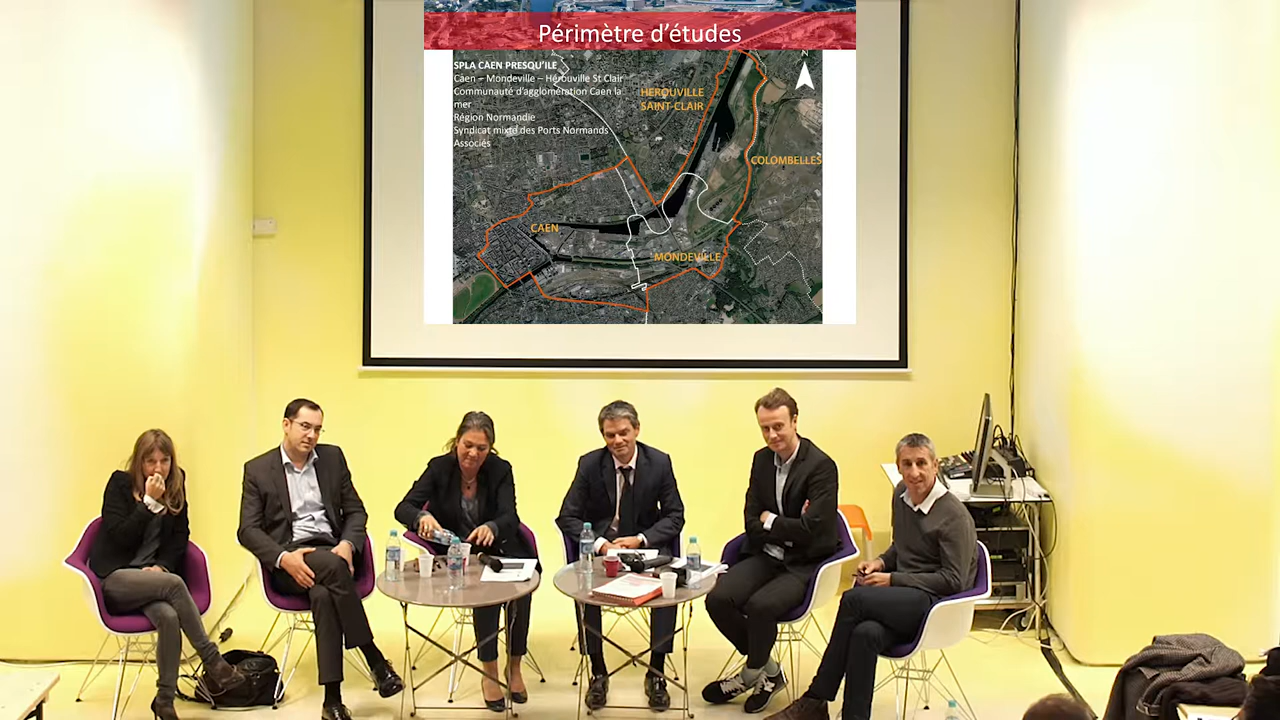 Périmètre d'études
SPLA CAEN PRESQU'ILE
Caen – Mondeville – Hérouville St Clair
Communauté d'agglomération Caen la
mer
Région Normandie
Syndicat mixte des Ports Normands
Associés
N
HEROUVILLE
SAINT-CLAIR
COLOMBELLES
CAEN
MONDEVILLE